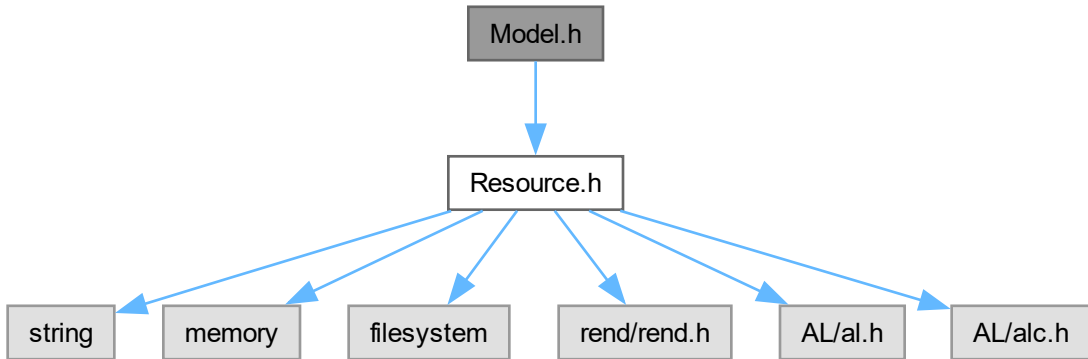 Model.h
Resource.h
string
memory
filesystem
rend/rend.h
AL/al.h
AL/alc.h